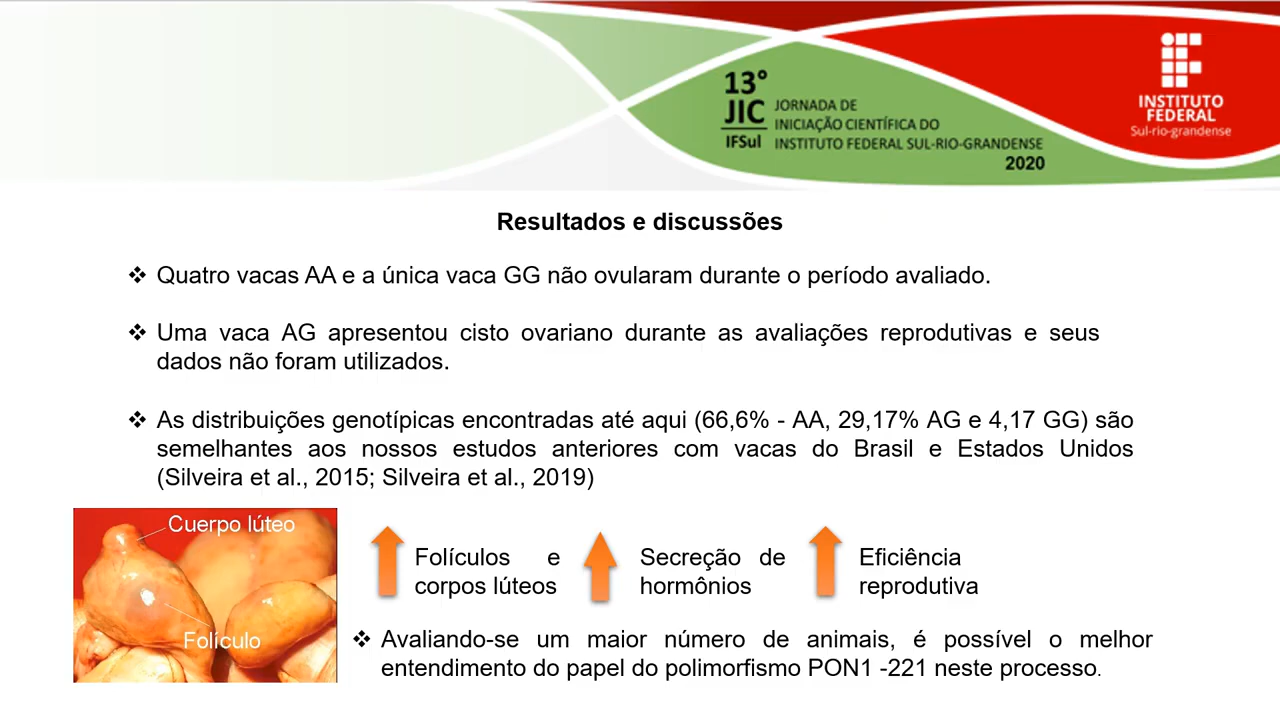 13°
JIC
IFSul
JORNADA DE
INICIAÇÃO CIENTÍFICA DO
INSTITUTO FEDERAL SUL-RIO-GRANDENSE
2020
INSTITUTO
FEDERAL
Sul-rio-grandense
Resultados e discussões
❖ Quatro vacas AA e a única vaca GG não ovularam durante o período avaliado.
❖ Uma vaca AG apresentou cisto ovariano durante as avaliações reprodutivas e seus
dados não foram utilizados.
❖ As distribuições genotípicas encontradas até aqui (66,6% - AA, 29,17% AG e 4,17 GG) são
semelhantes aos nossos estudos anteriores com vacas do Brasil e Estados Unidos
(Silveira et al., 2015; Silveira et al., 2019)
Cuerpo lúteo
Folículo
Folículos e
corpos lúteos
Secreção de
hormônios
Eficiência
reprodutiva
❖ Avaliando-se um maior número de animais, é possível o melhor
entendimento do papel do polimorfismo PON1 -221 neste processo.